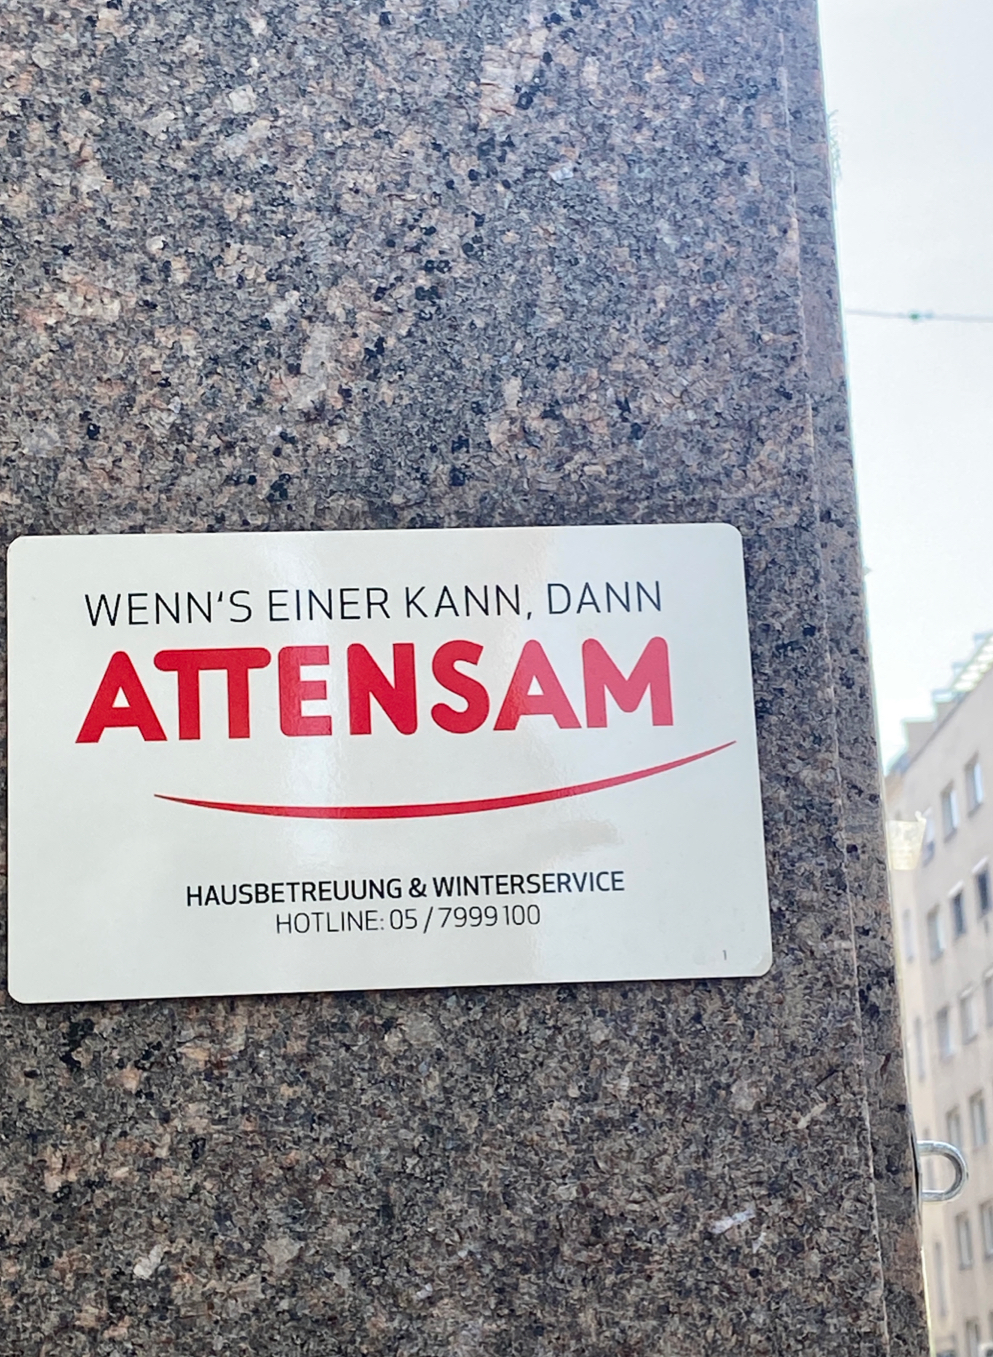 WENN'S EINER KANN, DANN
ATTENSAM
HAUSBETREUUNG & WINTERSERVICE
HOTLINE: 05 / 7999 100